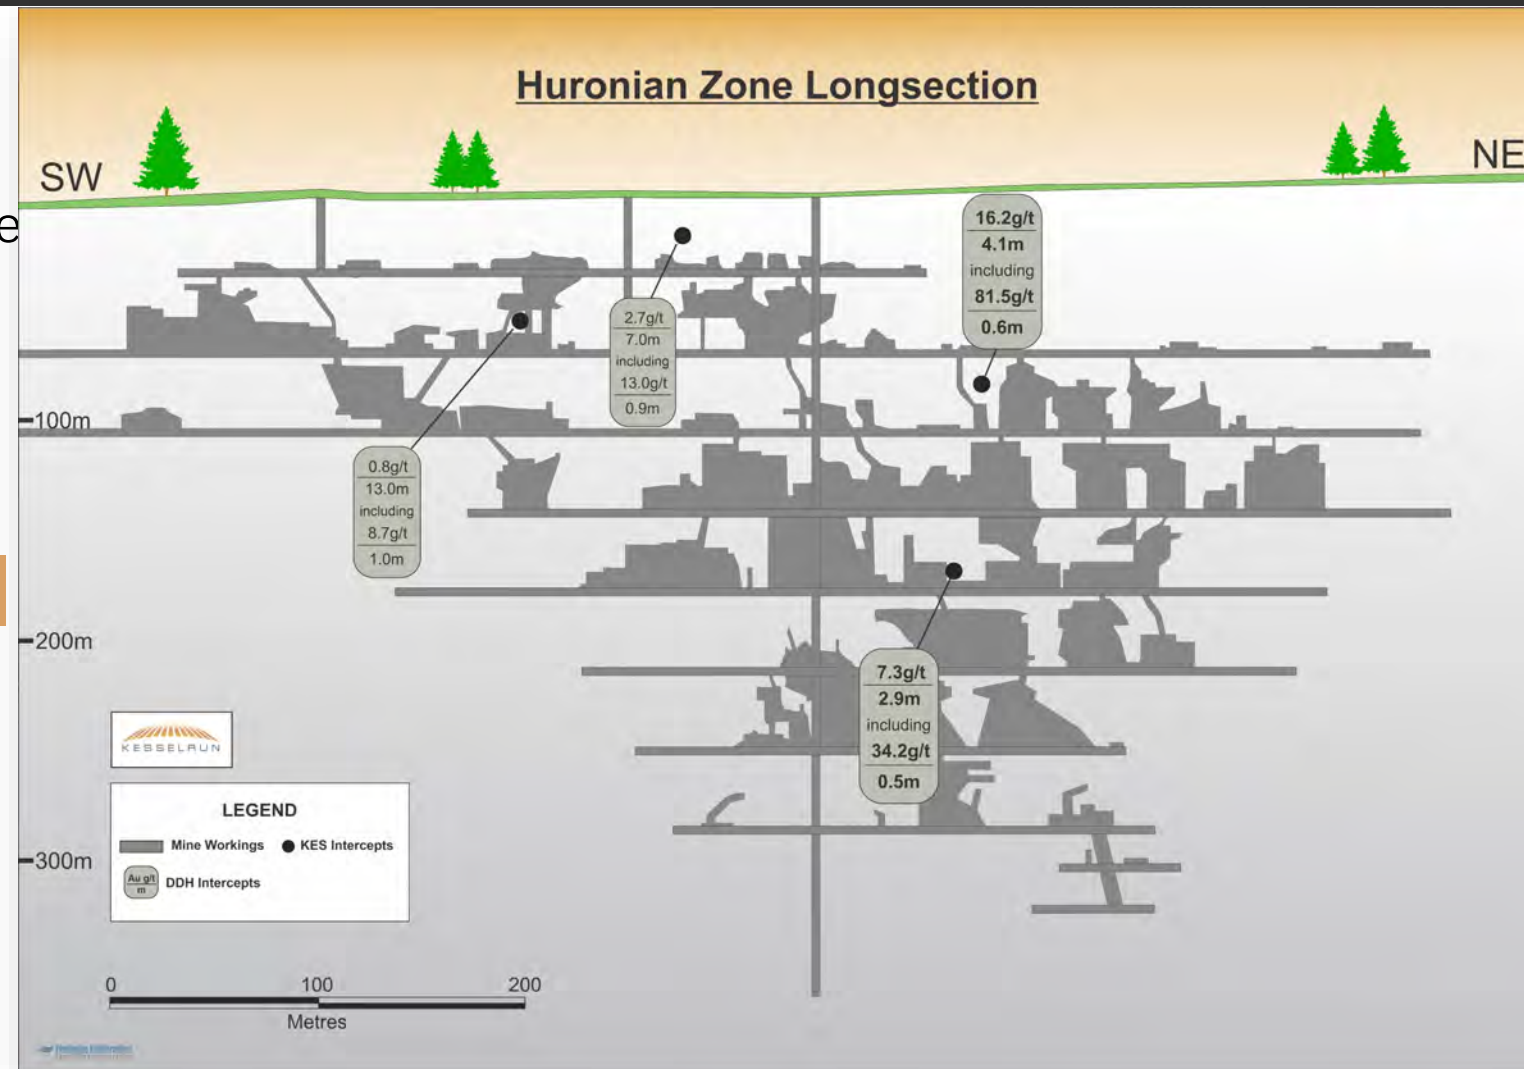 Huronian Zone Longsection
SW
NE
e
16.2g/t
4.1m
including
81.5g/t
0.6m
2.7g/t
7.0m
including
13.0g/t
0.9m
100m
0.8g/t
13.0m
including
8.7g/t
1.0m
200m
7.3g/t
2.9m
including
34.2g/t
0.5m
KESSELRUN
LEGEND
Mine Workings
KES Intercepts
Au g/t
m
DDH Intercepts
300m
0 100 200
Metres